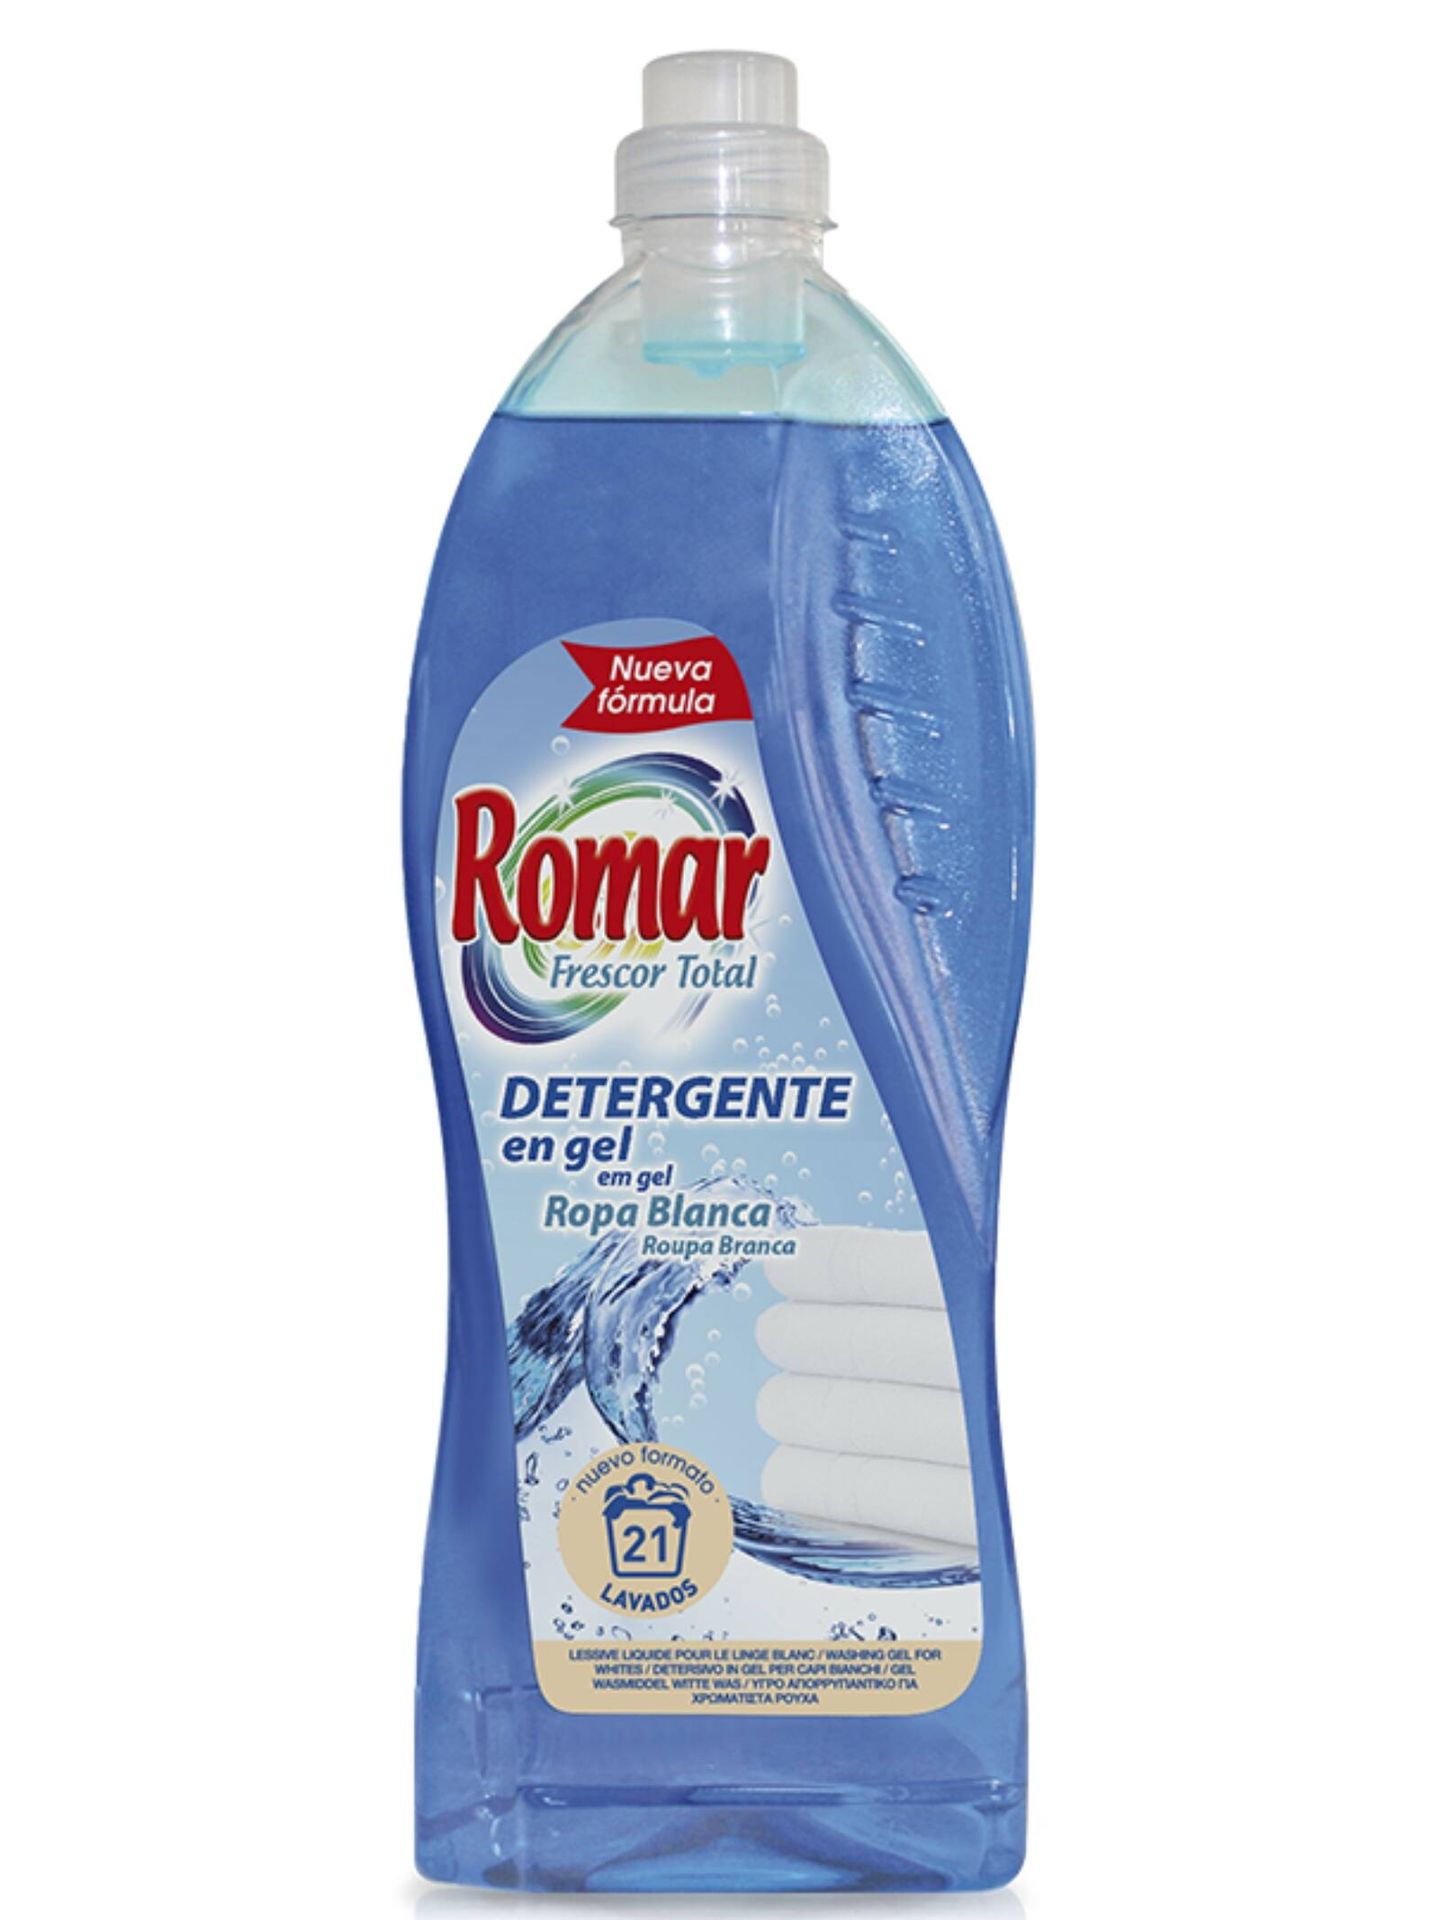 Nueva
fórmula
Romar
Frescor Total
DETERGENTE
en gel
em gel
Ropa Blanca
Roupa Branca
· nuevo formato ·
21
LAVADOS
LESSIVE LIQUIDE POUR LE LINGE BLANC / WASHING GEL FOR
WHITES / DETERSIVO IN GEL PER CAPI BIANCHI / GEL
WASMIDDEL WITTE WAS / ΥΓΡΟ ΑΠΟΡΡΥΠΑΝΤΙΚΟ ΓΙΑ
ΧΡΩΜΑΤΙΣΤΑ ΡΟΥΧΑ